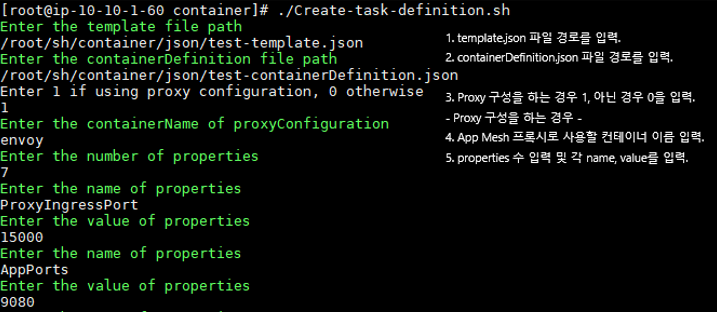 [root@ip-10-10-1-60 container]# ./Create-task-definition.sh
Enter the template file path
/root/sh/container/json/test-template.json
Enter the containerDefinition file path
/root/sh/container/json/test-containerDefinition.json
Enter 1 if using proxy configuration, 0 otherwise
1
Enter the containerName of proxyConfiguration
envoy
Enter the number of properties
7
Enter the name of properties
ProxyIngressPort
Enter the value of properties
15000
Enter the name of properties
AppPorts
Enter the value of properties
9080
1. template.json 파일 경로를 입력.
2. containerDefinition.json 파일 경로를 입력.
3. Proxy 구성을 하는 경우 1, 아닌 경우 0을 입력.
- Proxy 구성을 하는 경우 -
4. App Mesh 프록시로 사용할 컨테이너 이름 입력.
5. properties 수 입력 및 각 name, value를 입력.